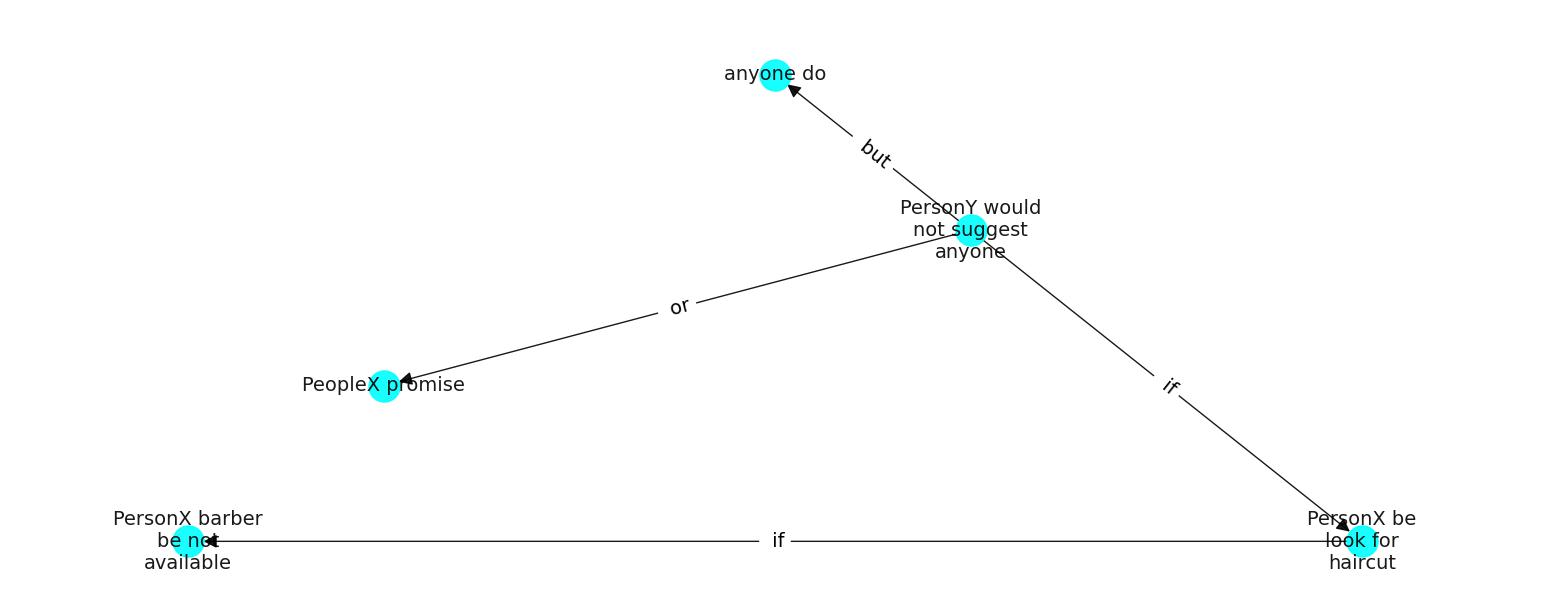 anyone do
but
PersonY would
not suggest
anyone
or
PeopleX promise
if
PersonX barber
be not
available
if
PersonX be
look for
haircut